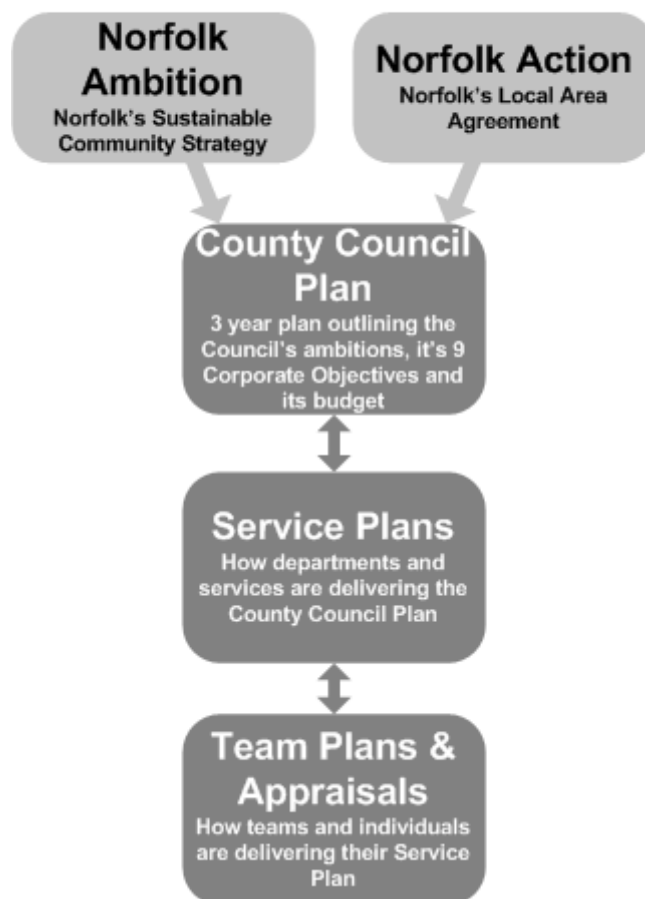 Norfolk
Ambition
Norfolk's Sustainable
Community Strategy
Norfolk Action
Norfolk's Local Area
Agreement
County Council
Plan
3 year plan outlining the
Council's ambitions, it's 9
Corporate Objectives and
its budget
Service Plans
How departments and
services are delivering the
County Council Plan
Team Plans &
Appraisals
How teams and individuals
are delivering their Service
Plan